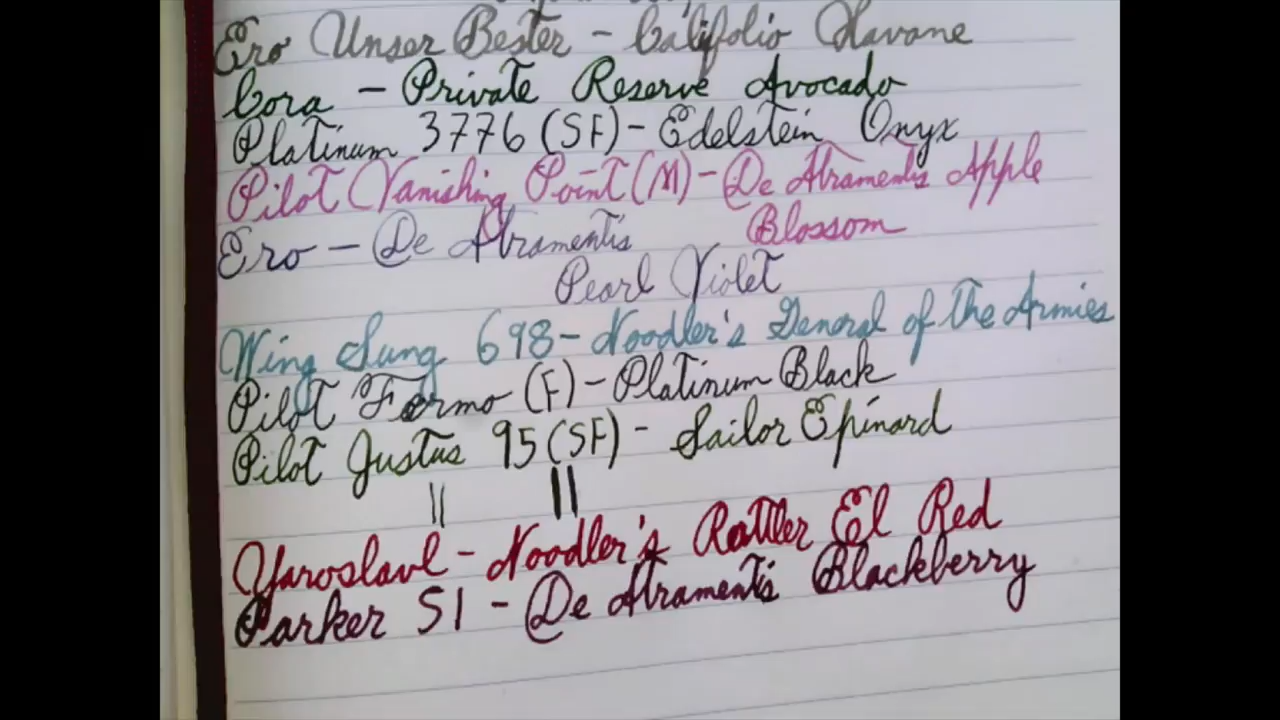 Ero Unser Bester - Califolio Havane
Cora - Private Reserve Avocado
Platinum 3776 (SF) - Edelstein Onyx
Pilot Vanishing Point (M) - De Atramentis Apple
Blossom
Ero - De Atramentis
Pearl Violet
Wing Sung 698 - Noodler's General of the Armies
Pilot Fermo (F) - Platinum Black
Pilot Justus 95 (SF) - Sailor Epinard
Yaroslavl - Noodler's Rattler El Red
Parker 51 - De Atramentis Blackberry